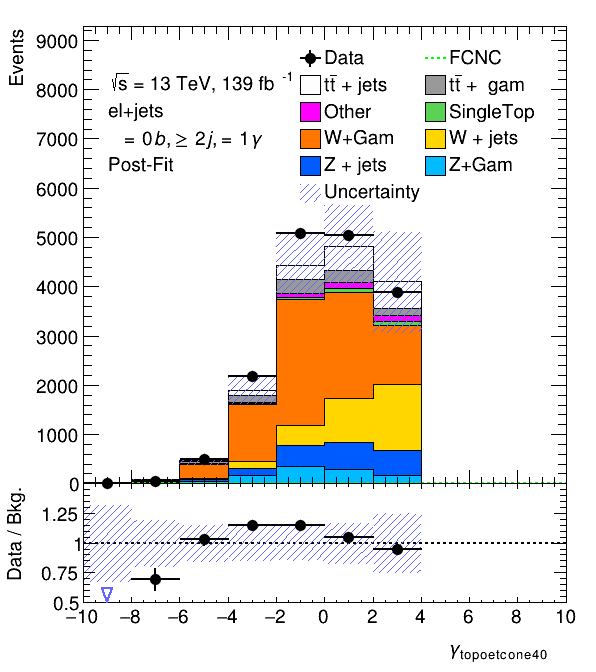 Events
9000
8000
7000
6000
5000
4000
3000
2000
1000
0
√s = 13 TeV, 139 fb⁻¹
el+jets
= 0b, ≥ 2j, = 1γ
Post-Fit
Data
FCNC
tt̄ + jets
tt̄ + gam
Other
SingleTop
W+Gam
W + jets
Z + jets
Z+Gam
Uncertainty
Data / Bkg.
1.25
1
0.75
0.5
−10 −8 −6 −4 −2 0 2 4 6 8 10
γtopoetcone40